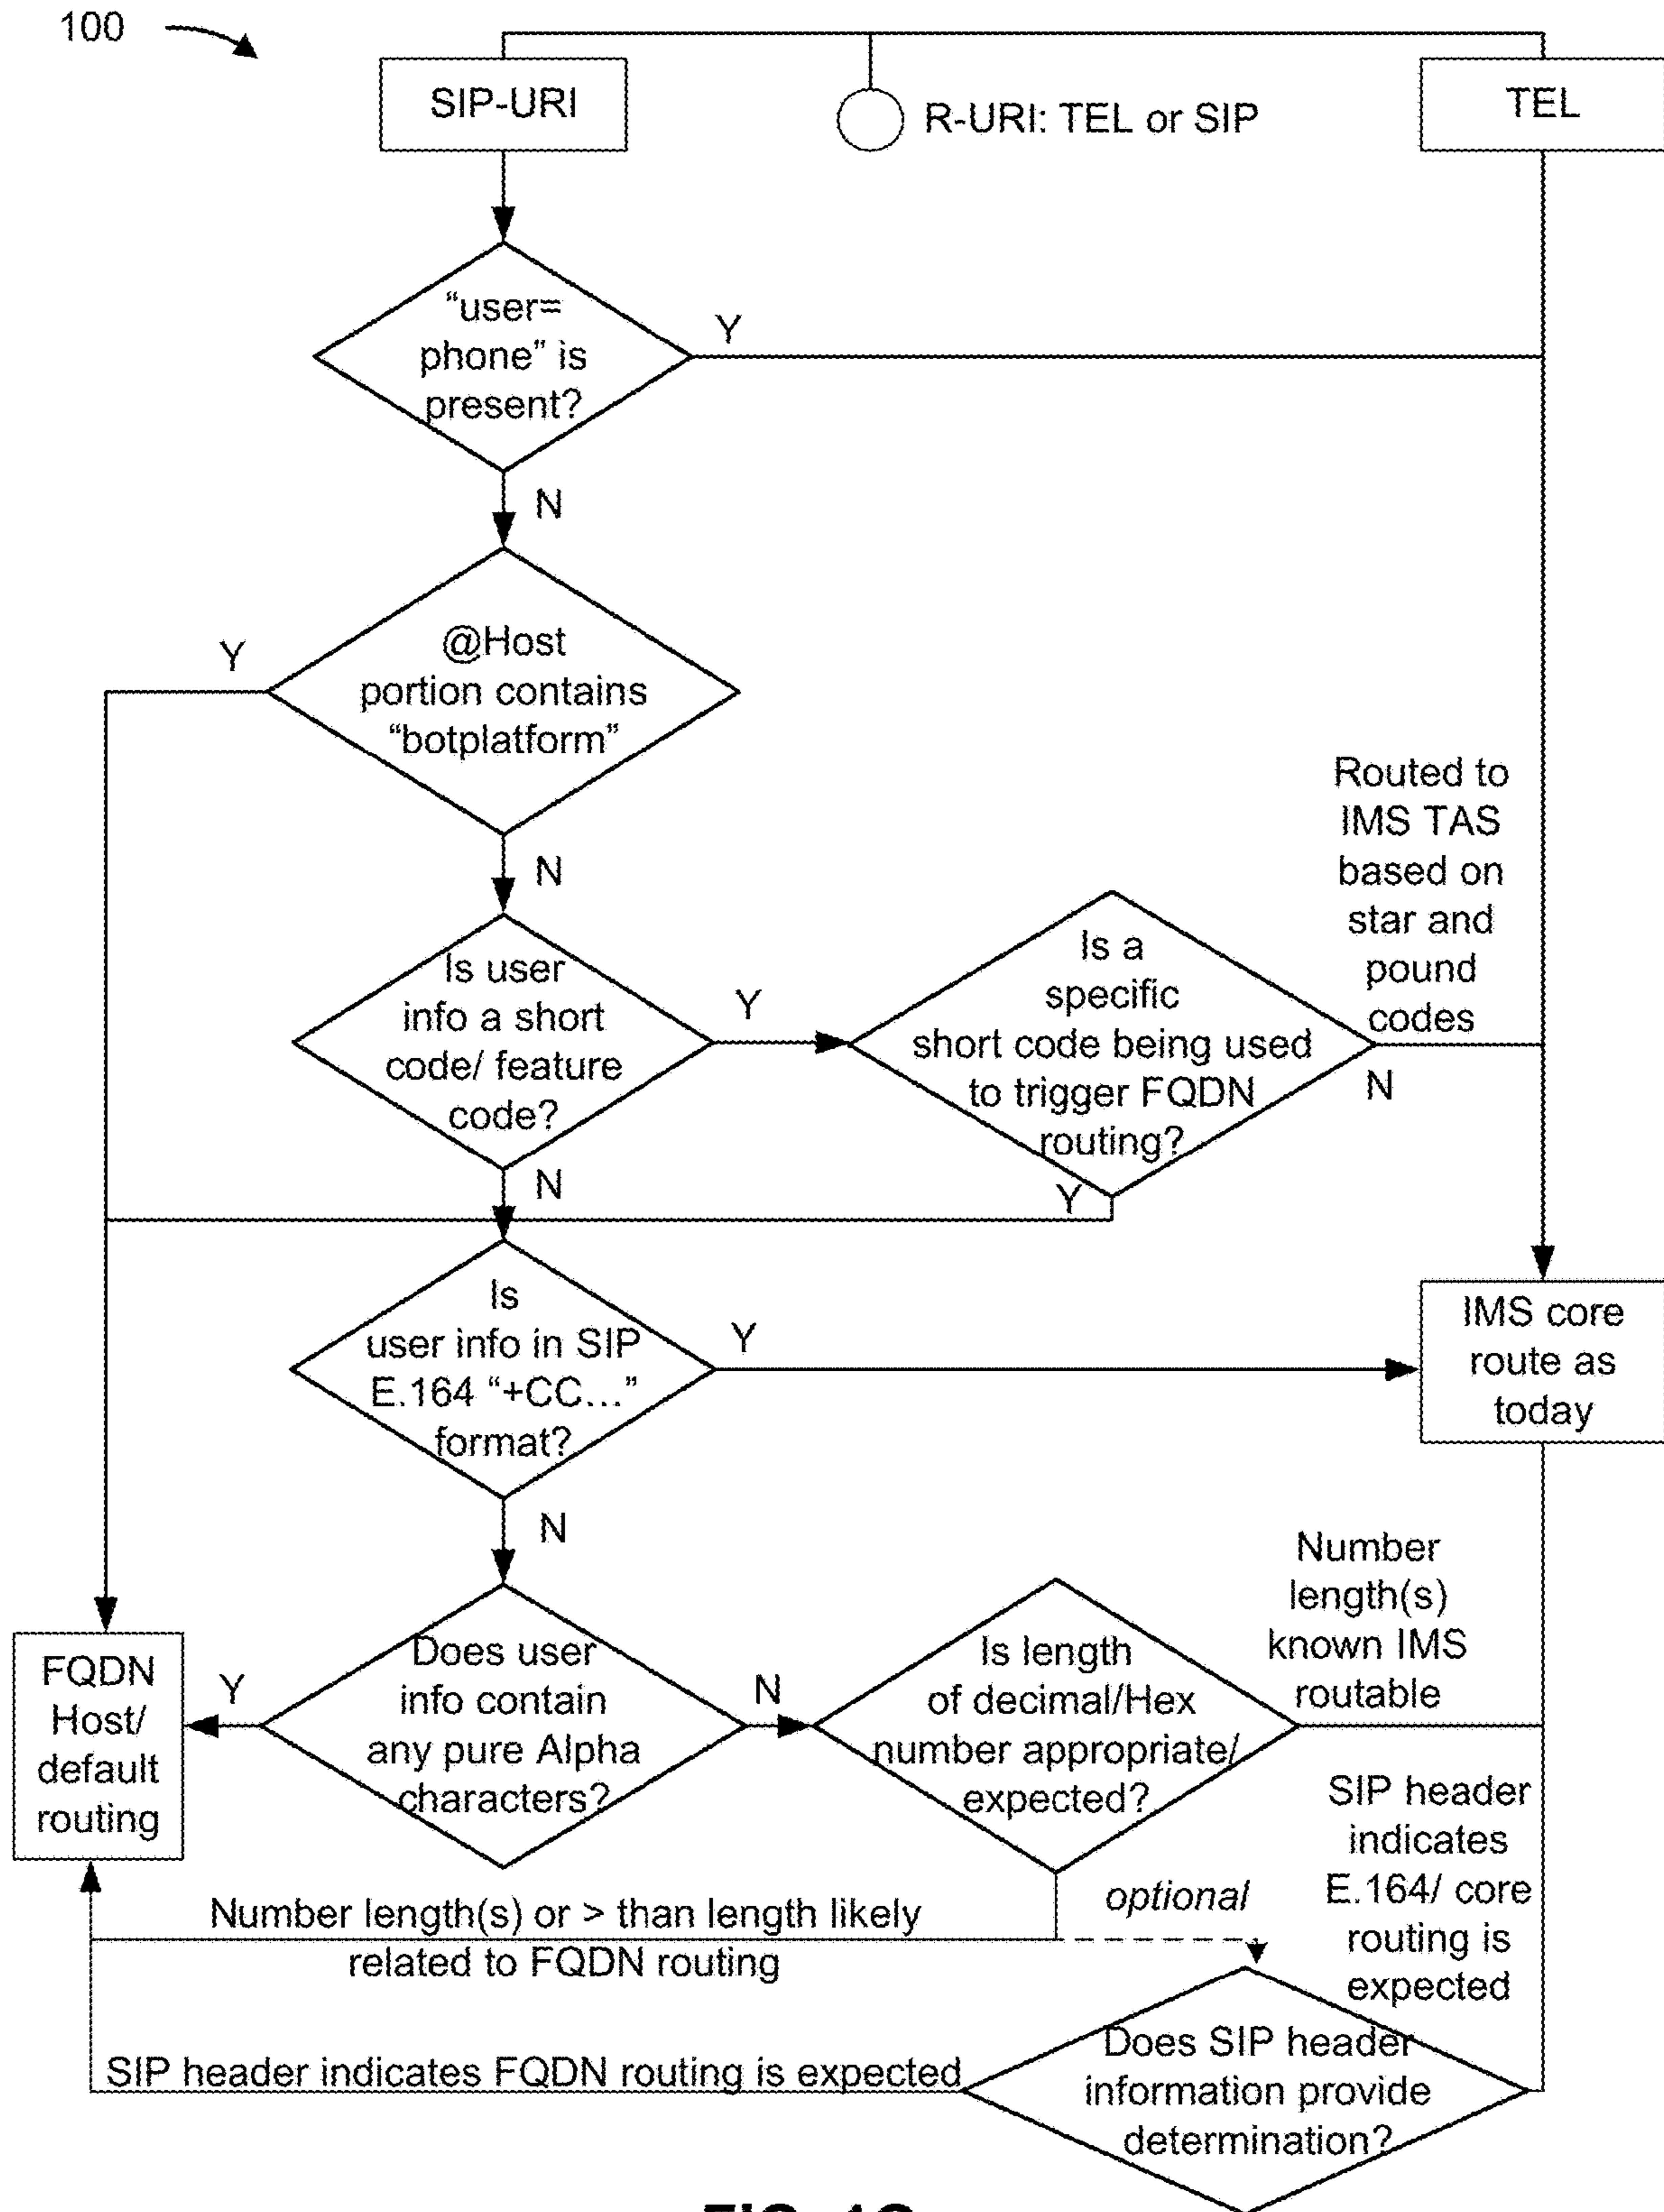 100
SIP-URI
R-URI: TEL or SIP
TEL
“user=
phone” is
present?
Y
N
@Host
portion contains
“botplatform”
Y
N
Routed to
IMS TAS
based on
star and
pound
codes
Is user
info a short
code/ feature
code?
Y
Is a
specific
short code being used
to trigger FQDN
routing?
N
N
Y
Is
user info in SIP
E.164 “+CC...”
format?
Y
IMS core
route as
today
N
Number
length(s)
known IMS
routable
FQDN
Host/
default
routing
Y
Does user
info contain
any pure Alpha
characters?
N
Is length
of decimal/Hex
number appropriate/
expected?
SIP header
indicates
E.164/ core
routing is
expected
Number length(s) or > than length likely
related to FQDN routing
optional
SIP header indicates FQDN routing is expected
Does SIP header
information provide
determination?